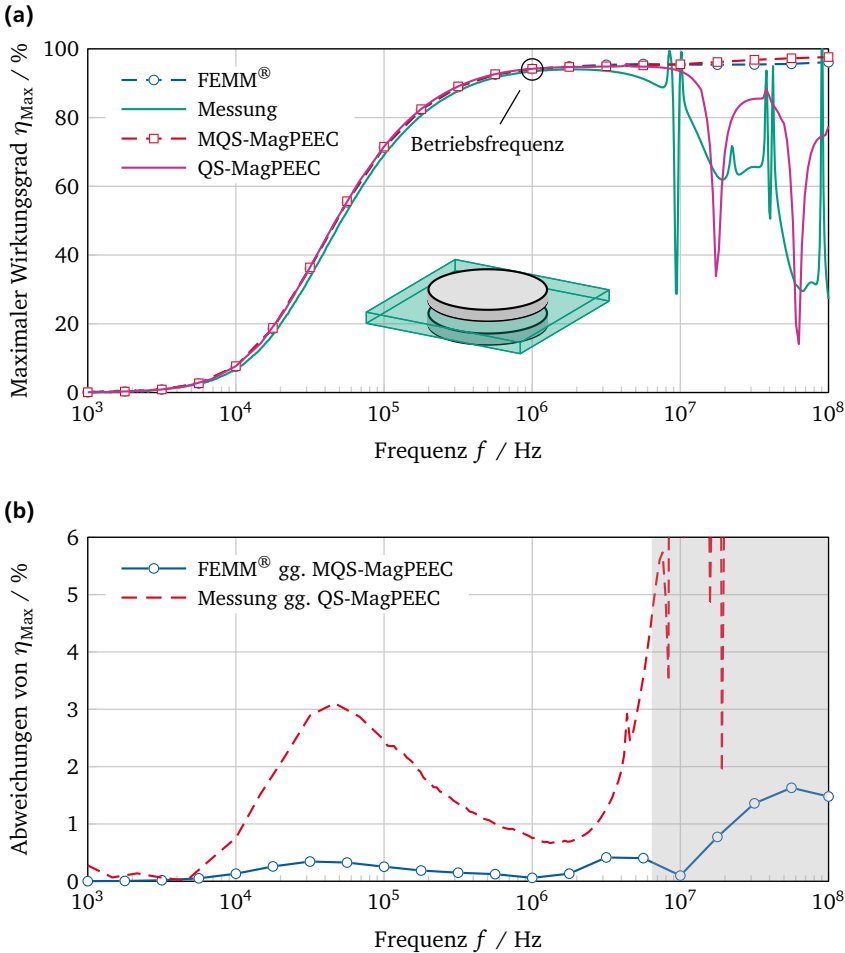 (a)
Maximaler Wirkungsgrad η_Max / %
100
80
60
40
20
0
FEMM®
Messung
MQS-MagPEEC
QS-MagPEEC
Betriebsfrequenz
10³ 10⁴ 10⁵ 10⁶ 10⁷ 10⁸
Frequenz f / Hz
(b)
Abweichungen von η_Max / %
6
5
4
3
2
1
0
FEMM® gg. MQS-MagPEEC
Messung gg. QS-MagPEEC
10³ 10⁴ 10⁵ 10⁶ 10⁷ 10⁸
Frequenz f / Hz